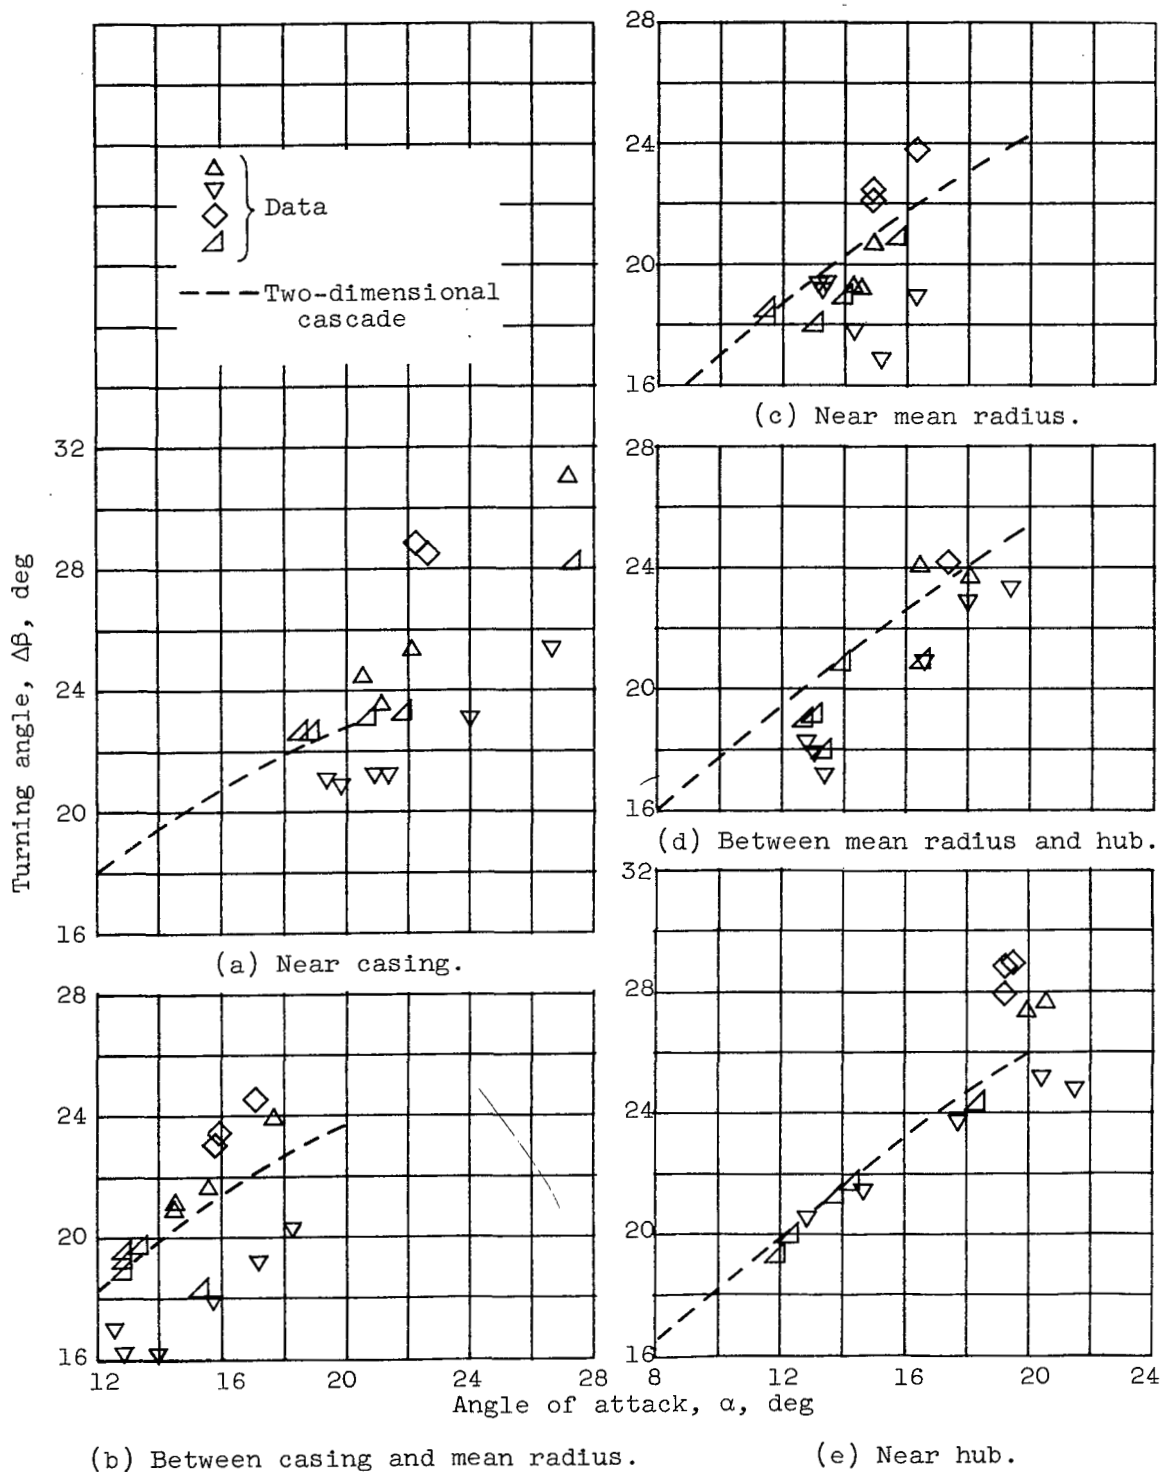 Data
Two-dimensional
cascade
32
28
24
20
16
Turning angle, Δβ, deg
(a) Near casing.
28
24
20
16
12 16 20 24 28
(b) Between casing and mean radius.
28
24
20
16
(c) Near mean radius.
28
24
20
16
(d) Between mean radius and hub.
32
28
24
20
16
8 12 16 20 24
Angle of attack, α, deg
(e) Near hub.